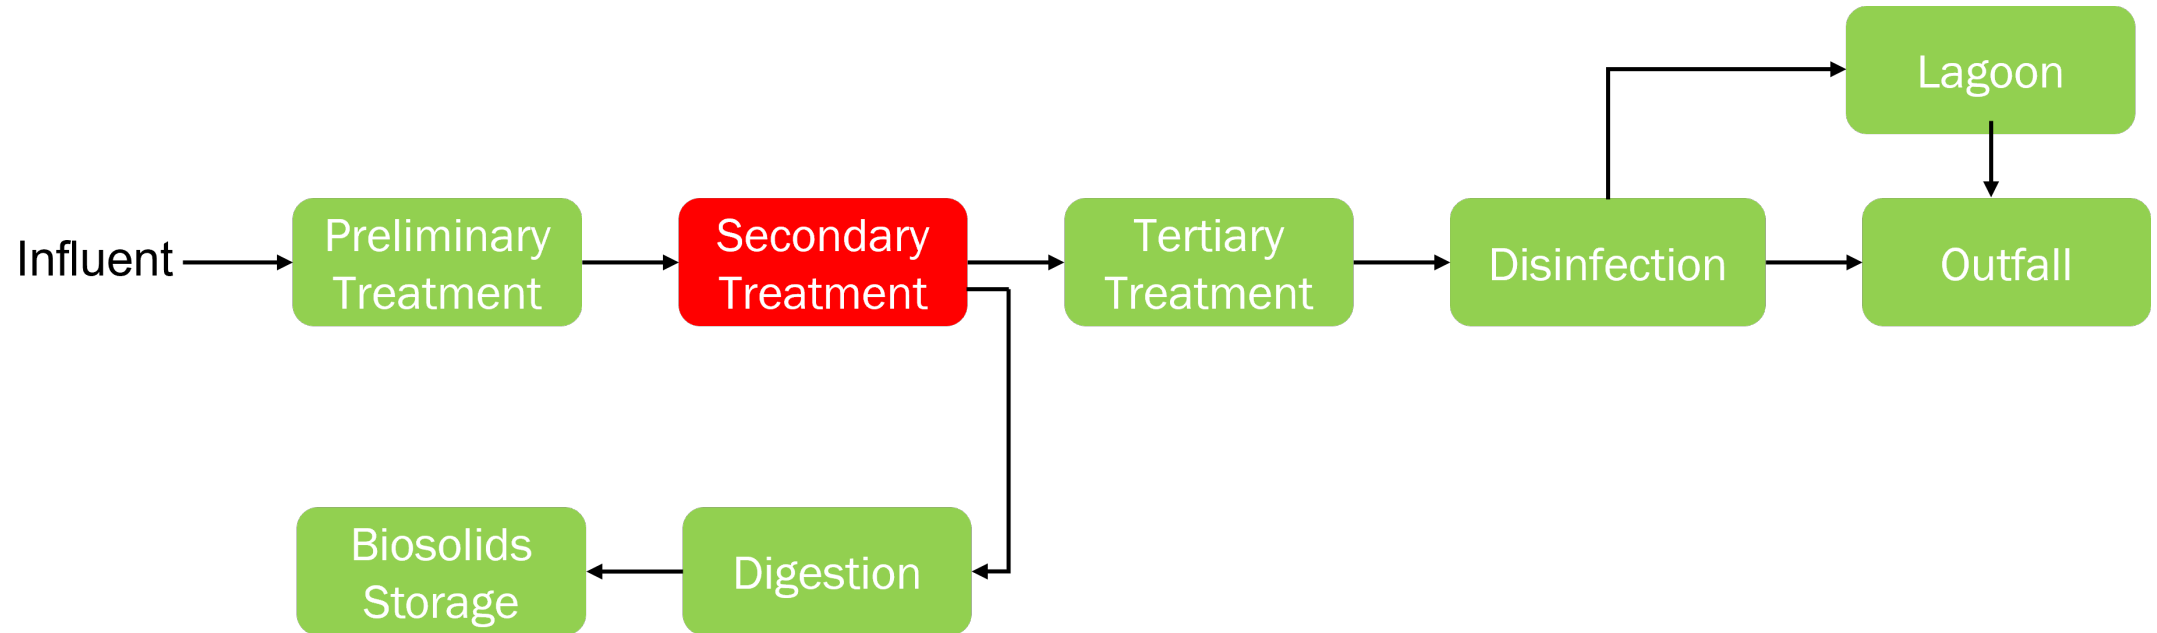 Lagoon
Influent
Preliminary
Treatment
Secondary
Treatment
Tertiary
Treatment
Disinfection
Outfall
Biosolids
Storage
Digestion